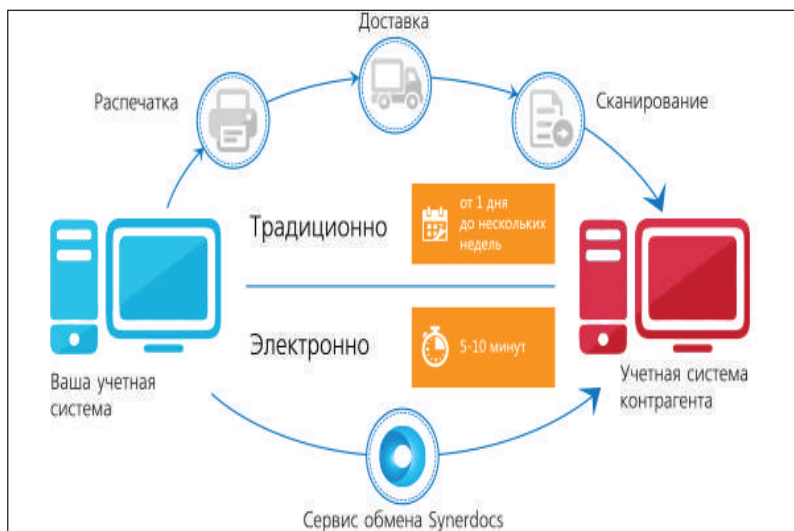 Доставка
Распечатка
Сканирование
Традиционно
от 1 дня
до нескольких
недель
Электронно
5-10 минут
Ваша учетная
система
Учетная система
контрагента
Сервис обмена Synerdocs